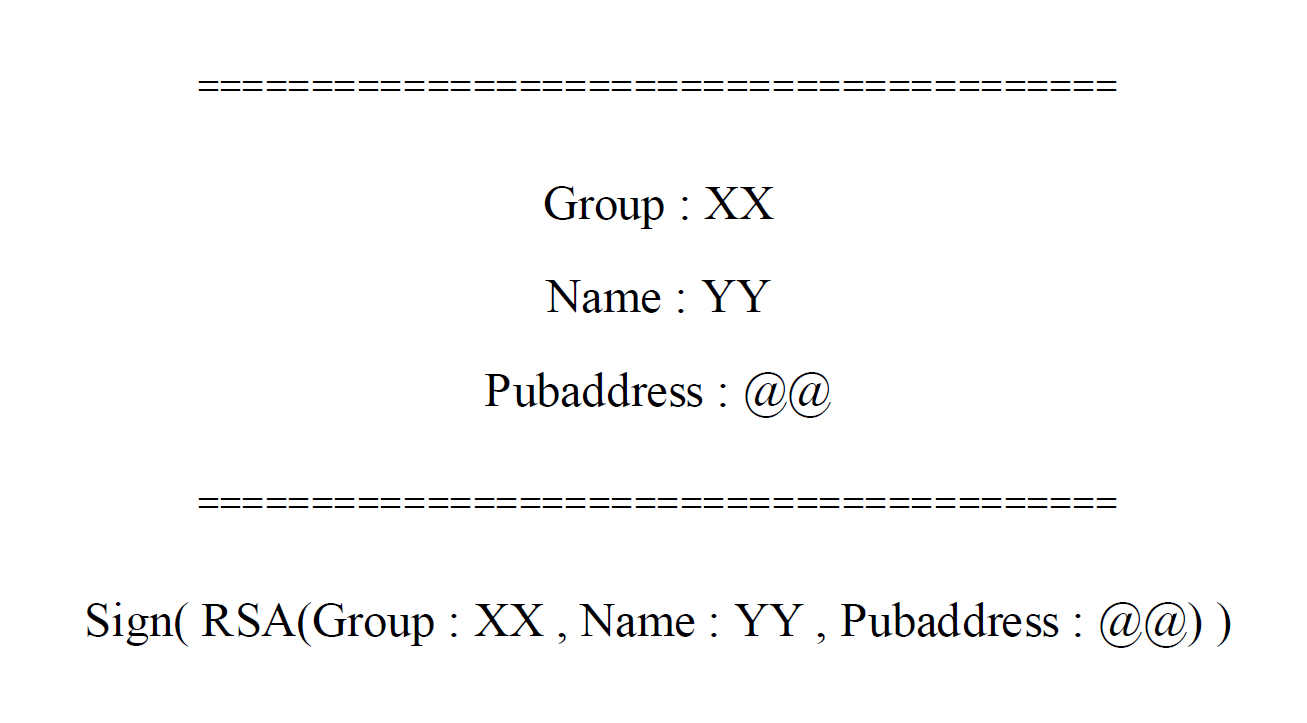 ========================================
Group : XX
Name : YY
Pubaddress : @@
========================================
Sign( RSA(Group : XX , Name : YY , Pubaddress : @@) )